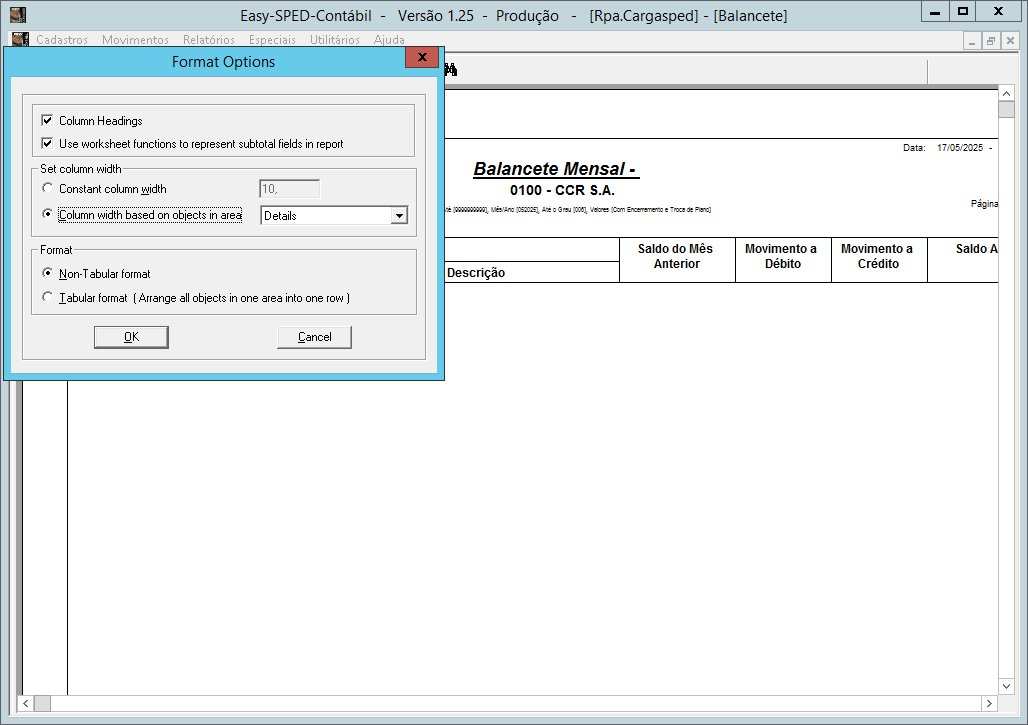 Easy-SPED-Contábil - Versão 1.25 - Produção - [Rpa.Cargasped] - [Balancete]
Cadastros Movimentos Relatórios Especiais Utilitários Ajuda
Format Options
Column Headings
Use worksheet functions to represent subtotal fields in report
Set column width
Constant column width 10,
Column width based on objects in area Details
Format
Non-Tabular format
Tabular format ( Arrange all objects in one area into one row )
OK Cancel
Data: 17/05/2025 -
Balancete Mensal -
0100 - CCR S.A.
Página
[9999999999], Mês/Ano [052025], Até o Grau [006], Valores [Com Encerramento e Troca de Plano]
Descrição
Saldo do Mês
Anterior
Movimento a
Débito
Movimento a
Crédito
Saldo A